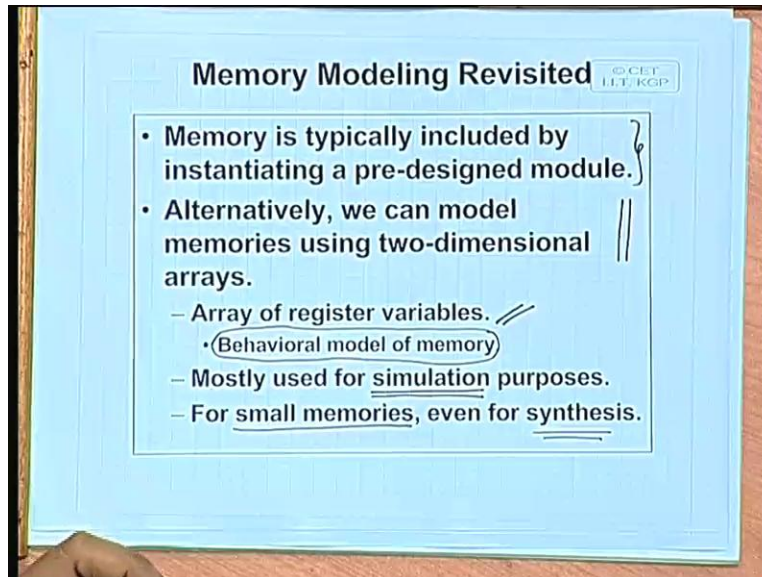 Memory Modeling Revisited
© CET
I.I.T. KGP
• Memory is typically included by
instantiating a pre-designed module.
• Alternatively, we can model
memories using two-dimensional
arrays.
– Array of register variables.
• Behavioral model of memory
– Mostly used for simulation purposes.
– For small memories, even for synthesis.